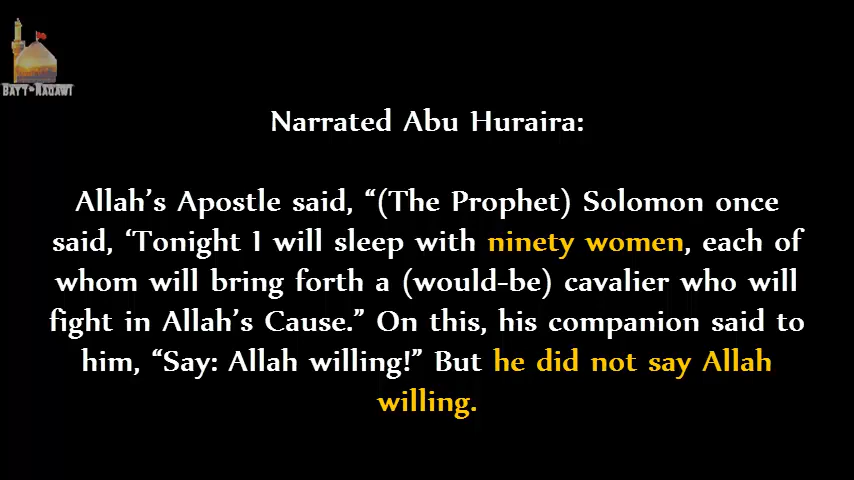 BAYT-RADAWI
Narrated Abu Huraira:
Allah’s Apostle said, “(The Prophet) Solomon once
said, ‘Tonight I will sleep with ninety women, each of
whom will bring forth a (would-be) cavalier who will
fight in Allah’s Cause.” On this, his companion said to
him, “Say: Allah willing!” But he did not say Allah
willing.